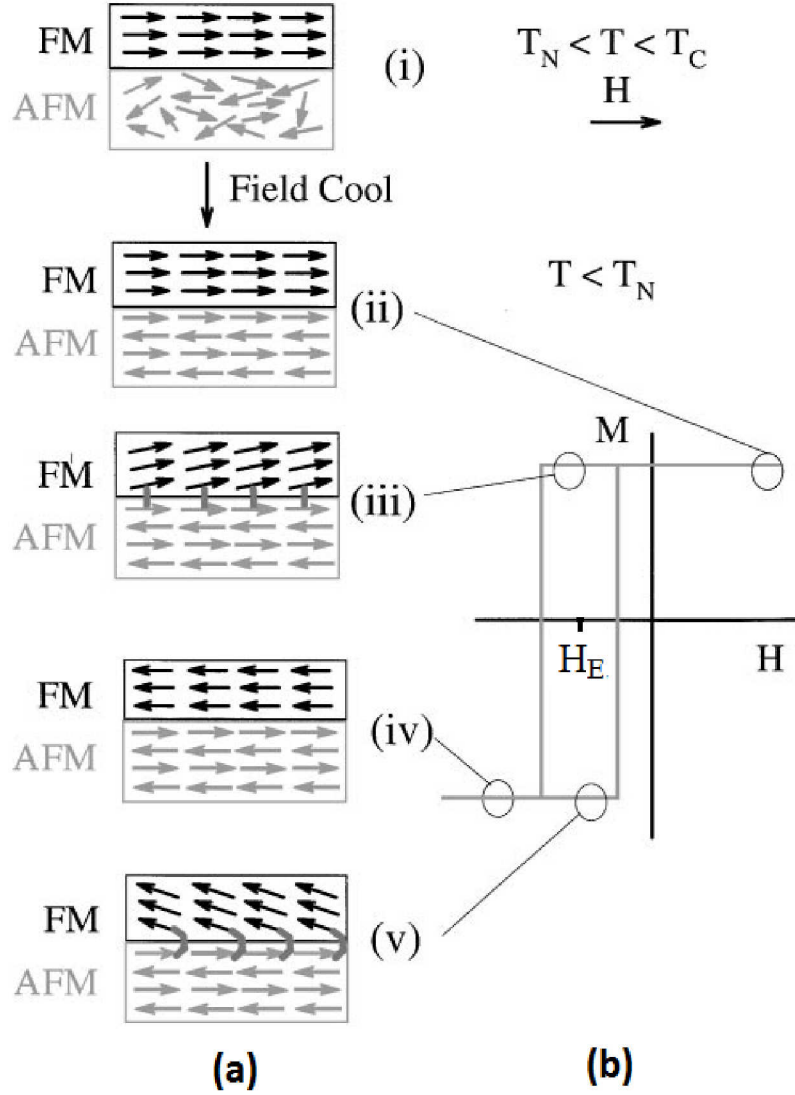 FM
AFM
(i)
T_N < T < T_C
H
Field Cool
FM
AFM
(ii)
T < T_N
FM
AFM
(iii)
M
H_E
H
FM
AFM
(iv)
FM
AFM
(v)
(a)
(b)